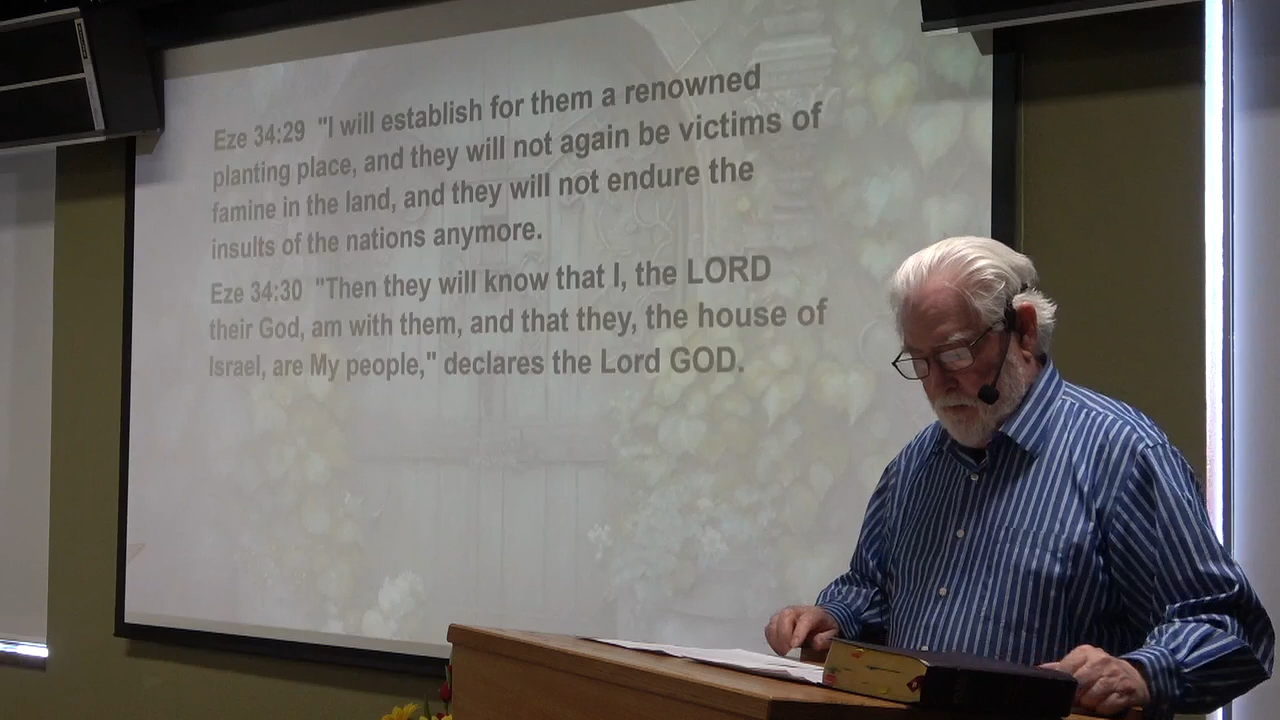 Eze 34:29 "I will establish for them a renowned
planting place, and they will not again be victims of
famine in the land, and they will not endure the
insults of the nations anymore.
Eze 34:30 "Then they will know that I, the LORD
their God, am with them, and that they, the house of
Israel, are My people," declares the Lord GOD.